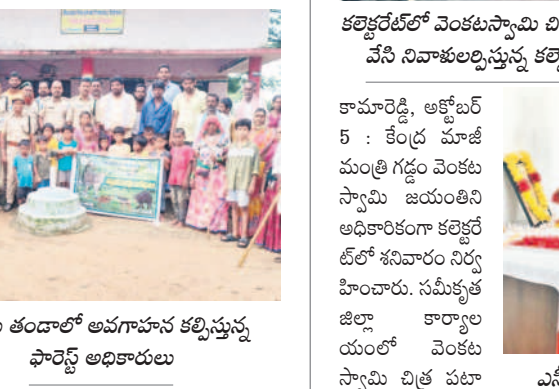 తండాలో అవగాహన కల్పిస్తున్న
ఫారెస్ట్ అధికారులు
కలెక్టరేట్‌లో వెంకటస్వామి
వేసి నివాళులర్పిస్తున్న
కామారెడ్డి, అక్టోబర్
5 : కేంద్ర మాజీ
మంత్రి గడ్డం వెంకట
స్వామి జయంతిని
అధికారికంగా కలెక్టరే
ట్‌లో శనివారం నిర్వ
హించారు. సమీకృత
జిల్లా కార్యాల
యంలో వెంకట
స్వామి చిత్ర పటా